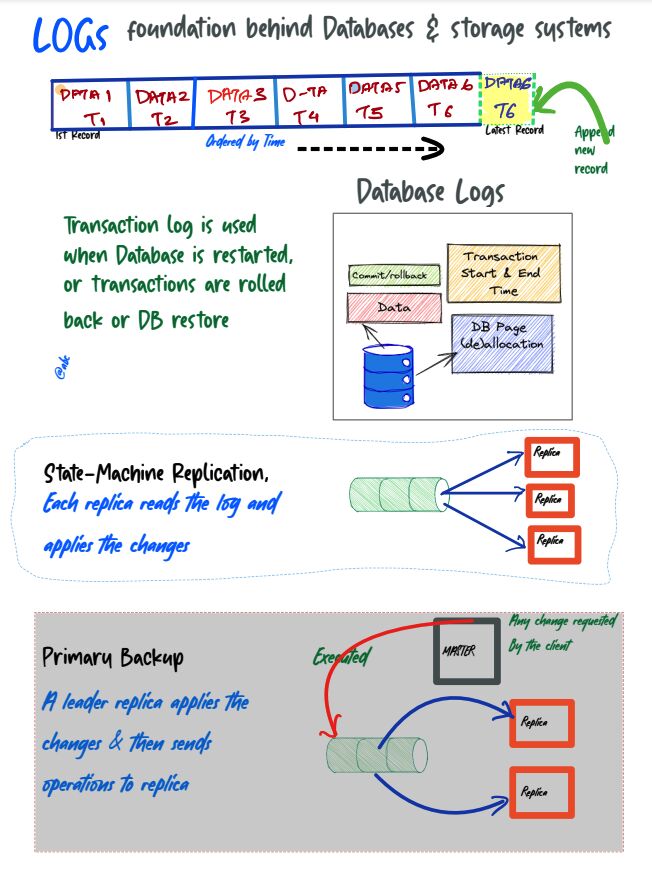 LOGs foundation behind Databases & storage systems
DATA1 DATA2 DATA3 D-TA DATA5 DATA6 DATA6
T1 T2 T3 T4 T5 T6 T6
1st Record Ordered by Time Latest Record
Append
new
record
Database Logs
Transaction log is used
when Database is restarted,
or transactions are rolled
back or DB restore
@nk
Commit/rollback
Data
Transaction
Start & End
Time
DB Page
(de)allocation
State-Machine Replication,
Each replica reads the log and
applies the changes
Replica
Replica
Replica
Primary Backup
A leader replica applies the
changes & then sends
operations to replica
Executed
MASTER
Any change requested
By the client
Replica
Replica